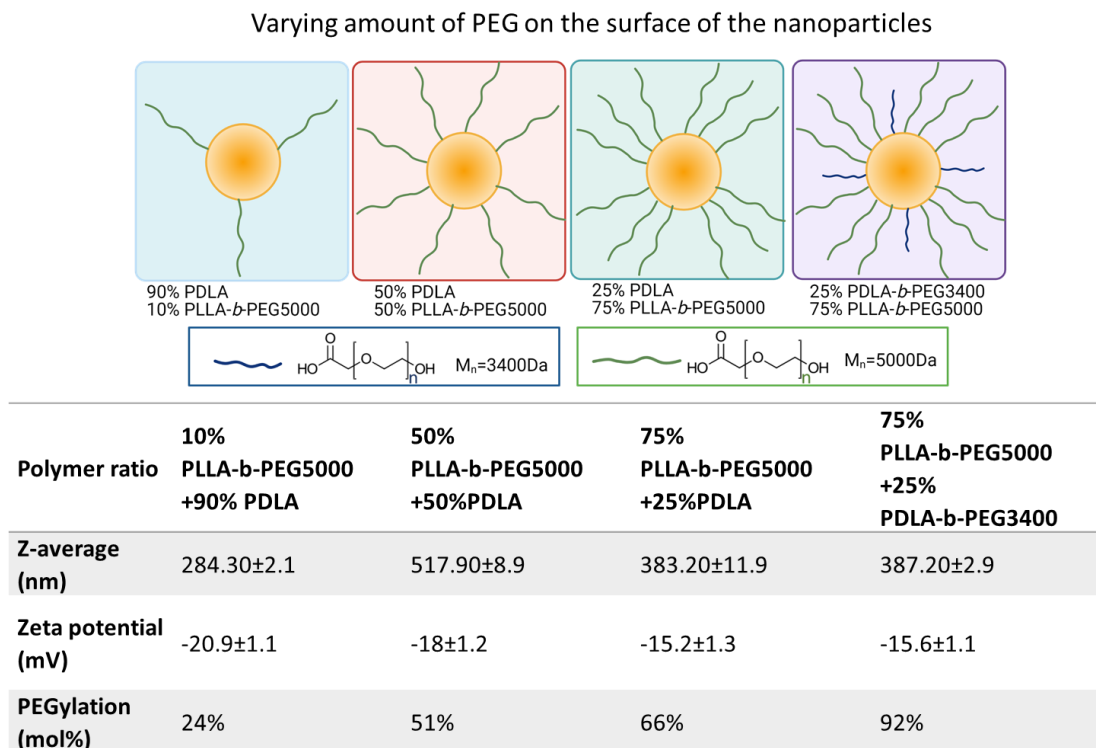 Varying amount of PEG on the surface of the nanoparticles
90% PDLA
10% PLLA-b-PEG5000
50% PDLA
50% PLLA-b-PEG5000
25% PDLA
75% PLLA-b-PEG5000
25% PDLA-b-PEG3400
75% PLLA-b-PEG5000
HO O O OH n Mn=3400Da
HO O O OH n Mn=5000Da
Polymer ratio
10%
PLLA-b-PEG5000
+90% PDLA
50%
PLLA-b-PEG5000
+50%PDLA
75%
PLLA-b-PEG5000
+25%PDLA
75%
PLLA-b-PEG5000
+25%
PDLA-b-PEG3400
Z-average
(nm)
284.30±2.1
517.90±8.9
383.20±11.9
387.20±2.9
Zeta potential
(mV)
-20.9±1.1
-18±1.2
-15.2±1.3
-15.6±1.1
PEGylation
(mol%)
24%
51%
66%
92%